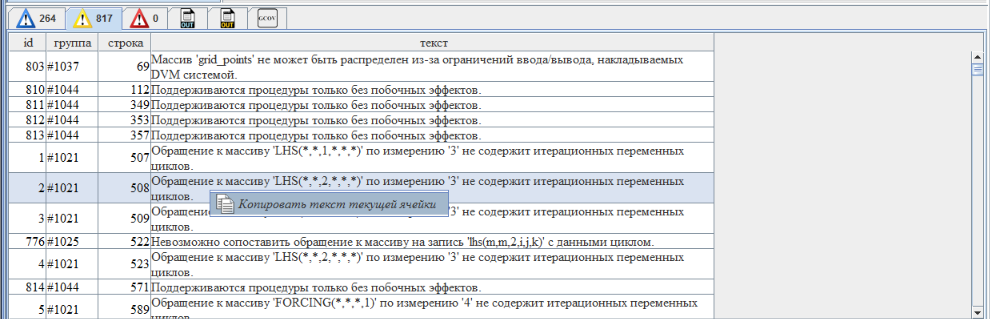 264 817 0 OUT OUT GCOV
id группа строка текст
803 #1037 69 Массив 'grid_points' не может быть распределен из-за ограничений ввода/вывода, накладываемых
DVM системой.
810 #1044 112 Поддерживаются процедуры только без побочных эффектов.
811 #1044 349 Поддерживаются процедуры только без побочных эффектов.
812 #1044 353 Поддерживаются процедуры только без побочных эффектов.
813 #1044 357 Поддерживаются процедуры только без побочных эффектов.
1 #1021 507 Обращение к массиву 'LHS(*,*,1,*,*,*)' по измерению '3' не содержит итерационных переменных
циклов.
2 #1021 508 Обращение к массиву 'LHS(*,*,2,*,*,*)' по измерению '3' не содержит итерационных переменных
циклов.
Копировать текст текущей ячейки
3 #1021 509 '3' не содержит итерационных переменных
циклов.
776 #1025 522 Невозможно сопоставить обращение к массиву на запись 'lhs(m,m,2,i,j,k)' с данными циклом.
4 #1021 523 Обращение к массиву 'LHS(*,*,2,*,*,*)' по измерению '3' не содержит итерационных переменных
циклов.
814 #1044 571 Поддерживаются процедуры только без побочных эффектов.
5 #1021 589 Обращение к массиву 'FORCING(*,*,*,1)' по измерению '4' не содержит итерационных переменных